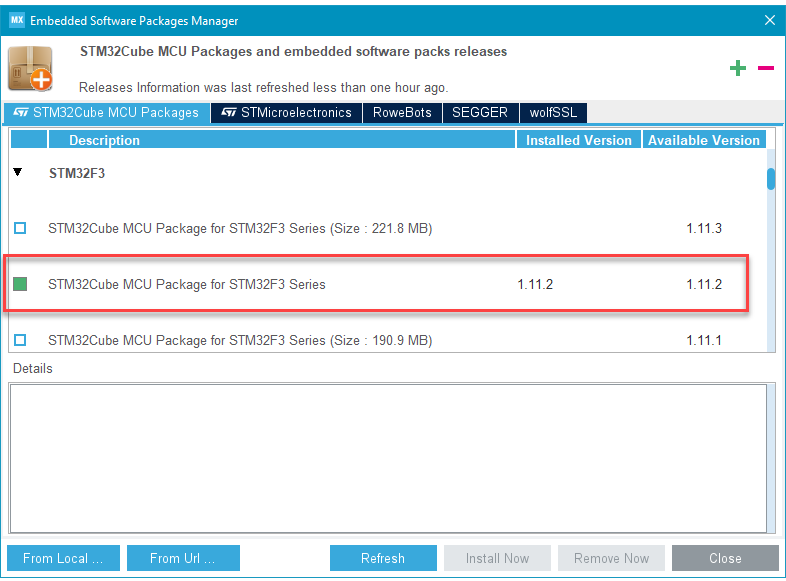 MX Embedded Software Packages Manager
STM32Cube MCU Packages and embedded software packs releases
Releases Information was last refreshed less than one hour ago.
STM32Cube MCU Packages STMicroelectronics RoweBots SEGGER wolfSSL
Description Installed Version Available Version
STM32F3
STM32Cube MCU Package for STM32F3 Series (Size : 221.8 MB) 1.11.3
STM32Cube MCU Package for STM32F3 Series 1.11.2 1.11.2
STM32Cube MCU Package for STM32F3 Series (Size : 190.9 MB) 1.11.1
Details
From Local ... From Url ... Refresh Install Now Remove Now Close